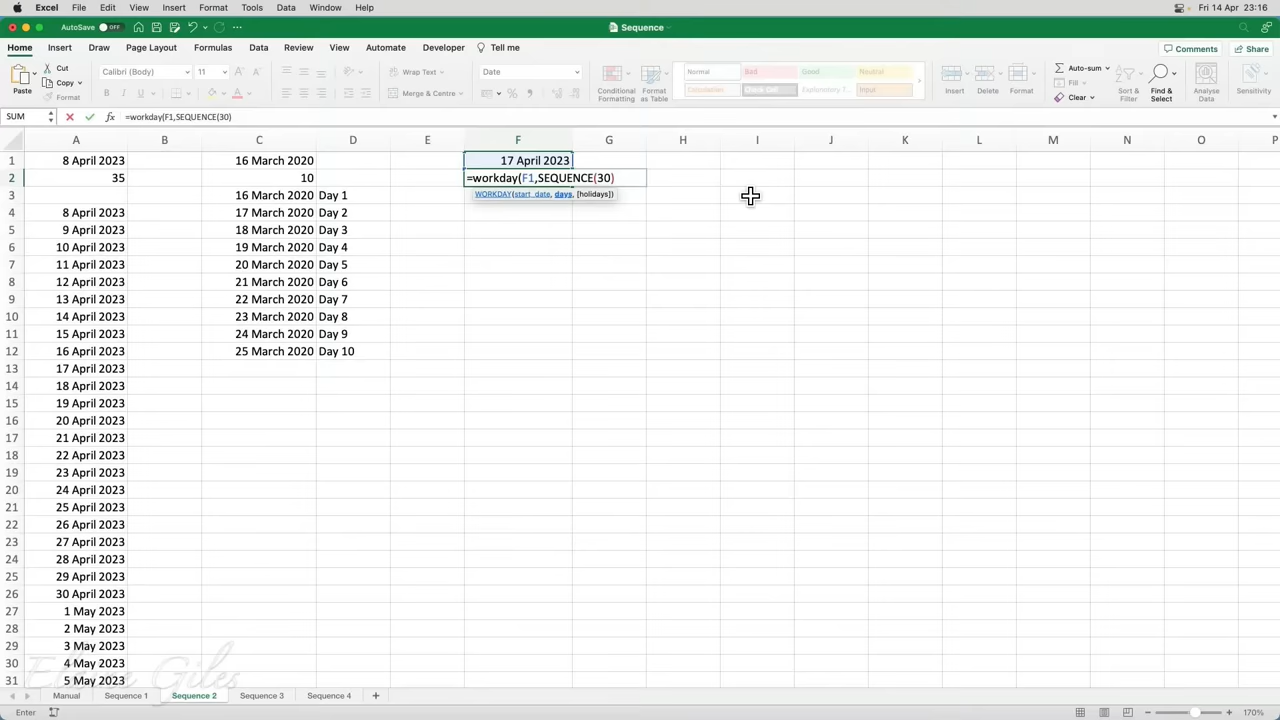 Excel File Edit View Insert Format Tools Data Window Help Fri 14 Apr 23:16
AutoSave OFF Sequence
Home Insert Draw Page Layout Formulas Data Review View Automate Developer Tell me Comments Share
Paste Cut Copy Format Calibri (Body) 11 Wrap Text Merge & Centre Date Conditional Formatting Format as Table Normal Bad Good Neutral Calculation Check Cell Explanatory T... Input Insert Delete Format Auto-sum Fill Clear Sort & Filter Find & Select Analyse Data Sensitivity
SUM fx =workday(F1,SEQUENCE(30)
A B C D E F G H I J K L M N O P
1 8 April 2023 16 March 2020 17 April 2023
2 35 10 =workday(F1,SEQUENCE(30)
3 16 March 2020 Day 1 WORKDAY(start_date, days, [holidays])
4 8 April 2023 17 March 2020 Day 2
5 9 April 2023 18 March 2020 Day 3
6 10 April 2023 19 March 2020 Day 4
7 11 April 2023 20 March 2020 Day 5
8 12 April 2023 21 March 2020 Day 6
9 13 April 2023 22 March 2020 Day 7
10 14 April 2023 23 March 2020 Day 8
11 15 April 2023 24 March 2020 Day 9
12 16 April 2023 25 March 2020 Day 10
13 17 April 2023
14 18 April 2023
15 19 April 2023
16 20 April 2023
17 21 April 2023
18 22 April 2023
19 23 April 2023
20 24 April 2023
21 25 April 2023
22 26 April 2023
23 27 April 2023
24 28 April 2023
25 29 April 2023
26 30 April 2023
27 1 May 2023
28 2 May 2023
29 3 May 2023
30 4 May 2023
Elaine Giles
31 5 May 2023
Manual Sequence 1 Sequence 2 Sequence 3 Sequence 4 +
Enter 170%